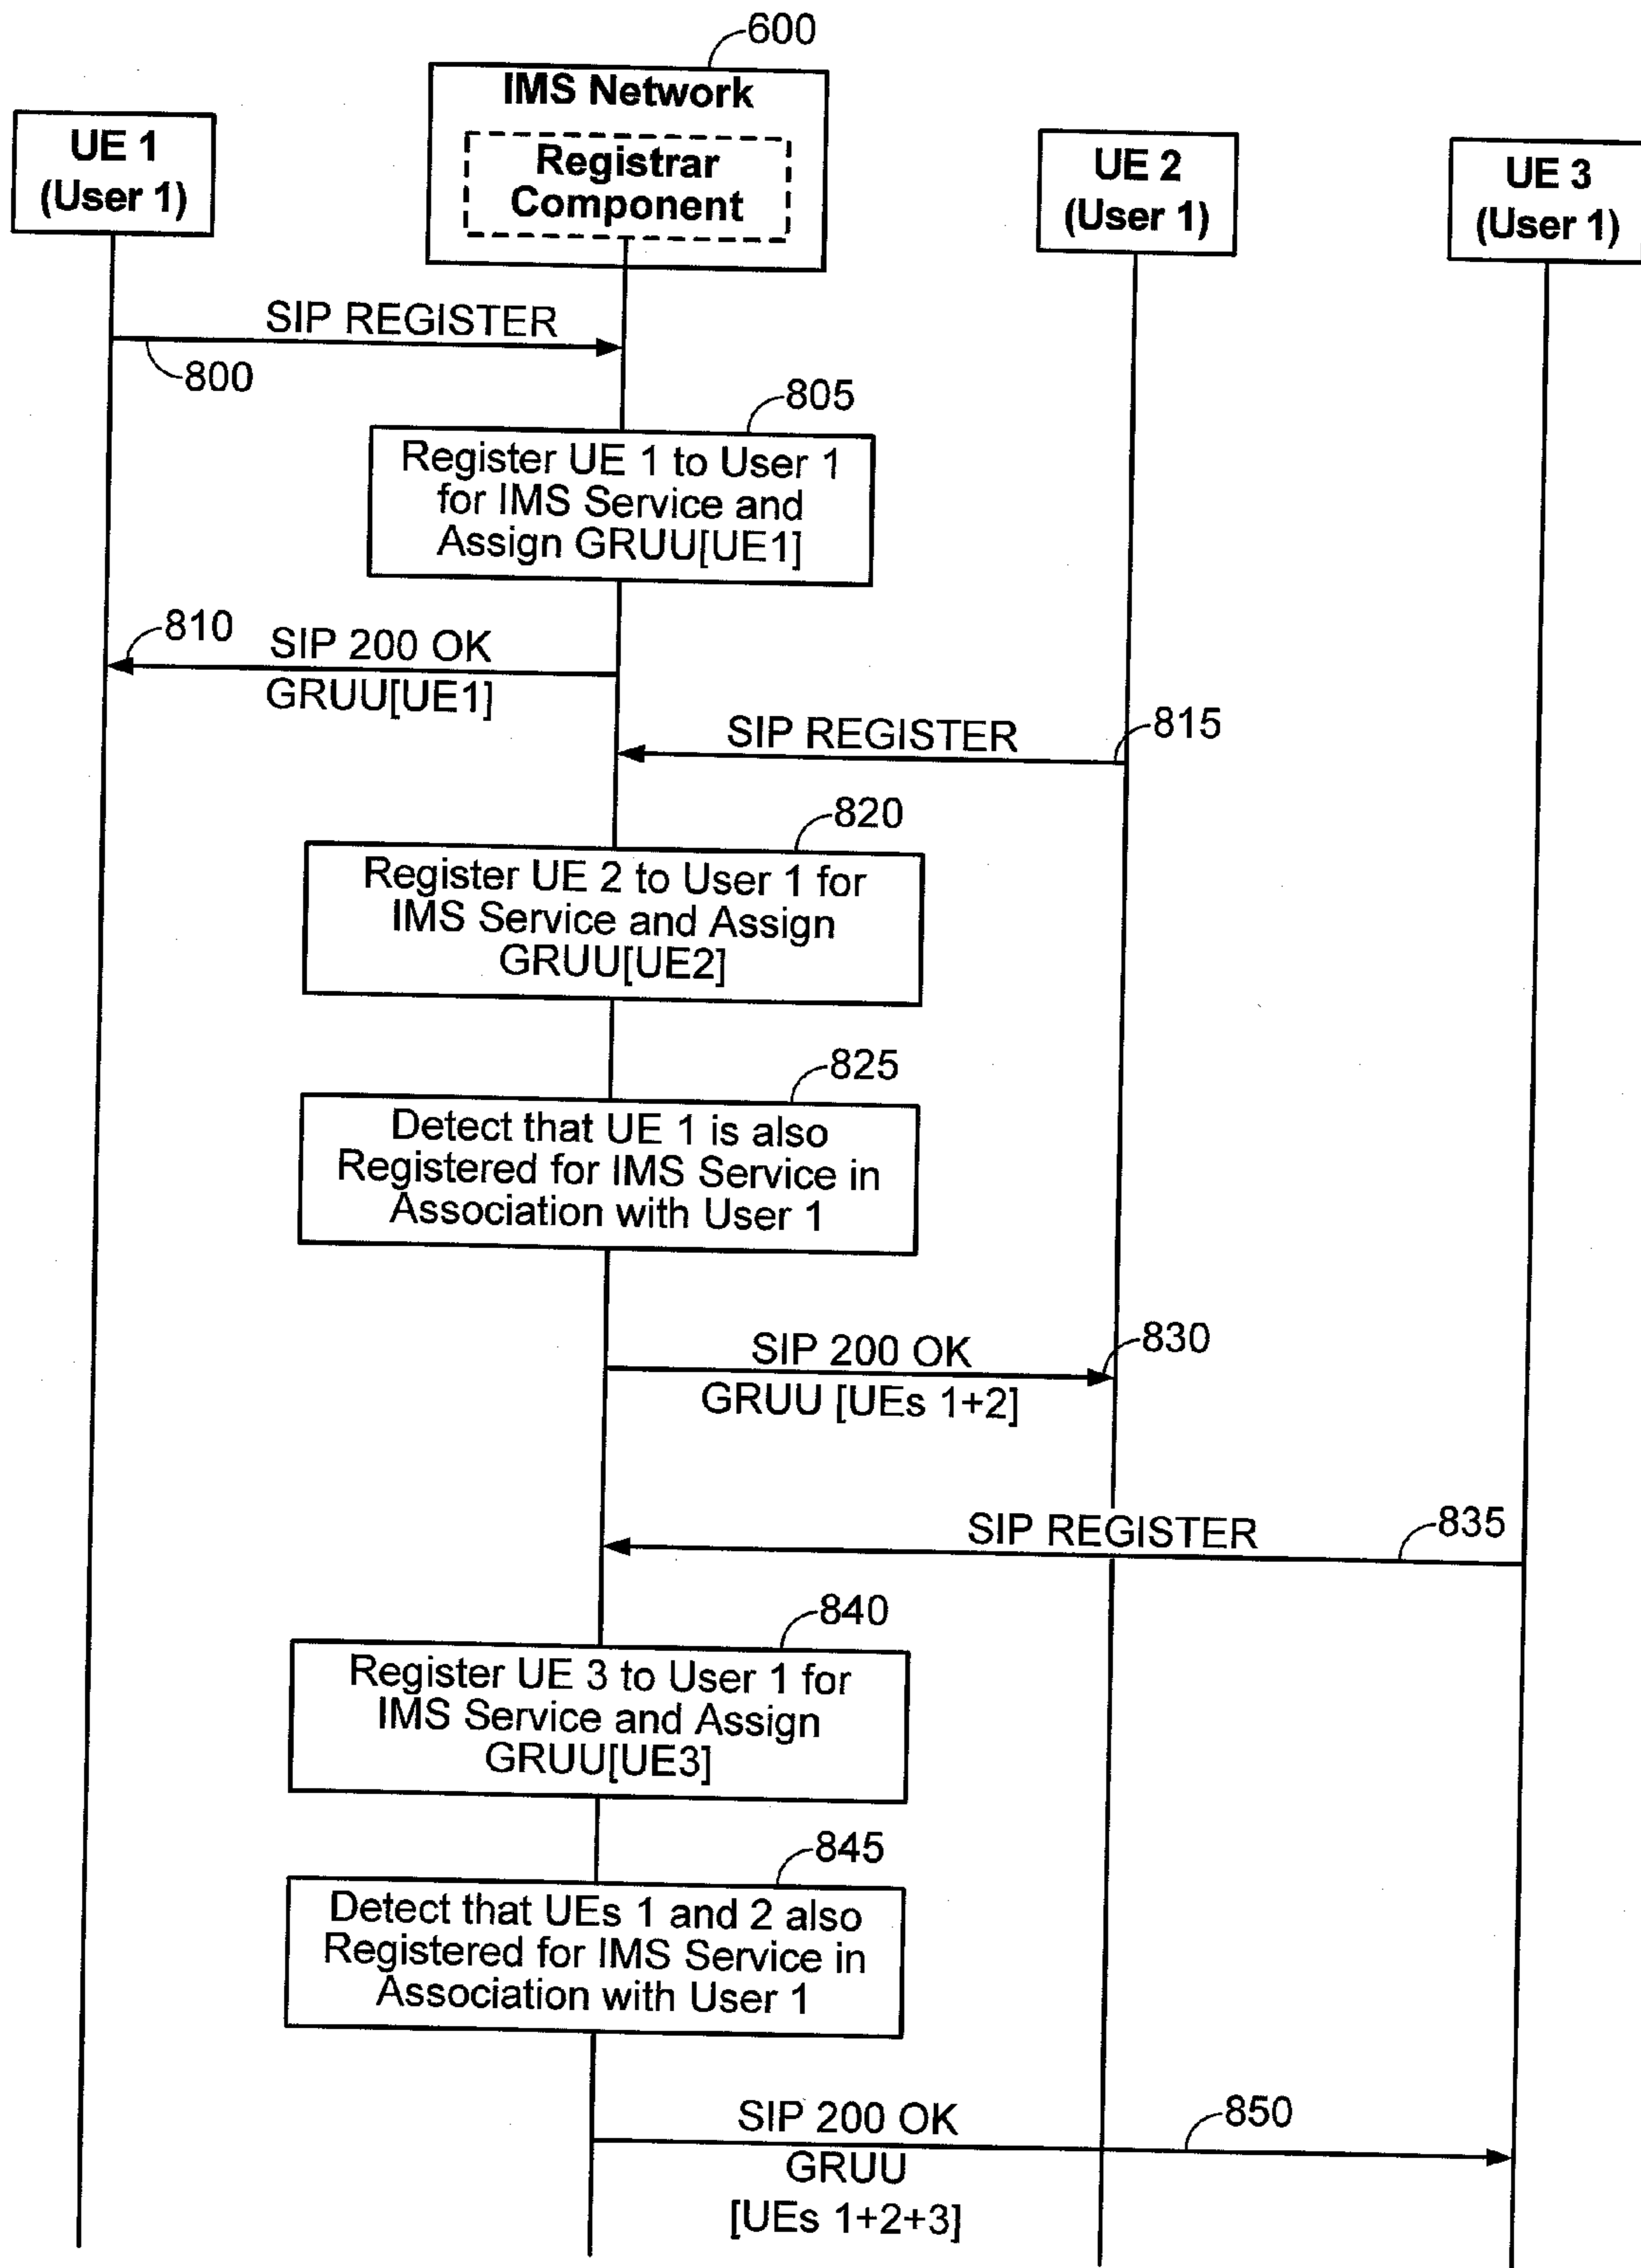 600
IMS Network
Registrar
Component
UE 1
(User 1)
UE 2
(User 1)
UE 3
(User 1)
SIP REGISTER
800
805
Register UE 1 to User 1
for IMS Service and
Assign GRUU[UE1]
810
SIP 200 OK
GRUU[UE1]
SIP REGISTER
815
820
Register UE 2 to User 1 for
IMS Service and Assign
GRUU[UE2]
825
Detect that UE 1 is also
Registered for IMS Service in
Association with User 1
SIP 200 OK
830
GRUU [UEs 1+2]
SIP REGISTER
835
840
Register UE 3 to User 1 for
IMS Service and Assign
GRUU[UE3]
845
Detect that UEs 1 and 2 also
Registered for IMS Service in
Association with User 1
SIP 200 OK
850
GRUU
[UEs 1+2+3]